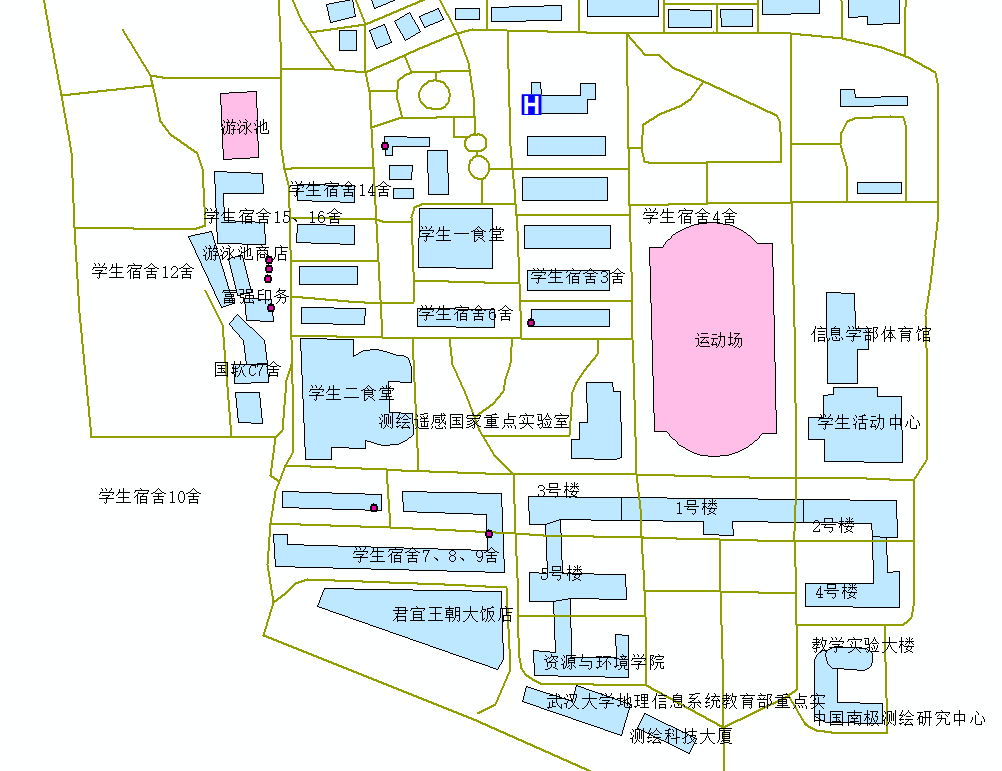 H
游泳池
学生宿舍14舍
学生宿舍15、16舍
学生宿舍4舍
学生一食堂
游泳池商店
学生宿舍12舍
学生宿舍3舍
富强印务
学生宿舍6舍
信息学部体育馆
运动场
国软C7舍
学生二食堂
测绘遥感国家重点实验室
学生活动中心
3号楼
学生宿舍10舍
1号楼
2号楼
学生宿舍7、8、9舍
5号楼
4号楼
君宜王朝大饭店
教学实验大楼
资源与环境学院
武汉大学地理信息系统教育部重点实
中国南极测绘研究中心
测绘科技大厦